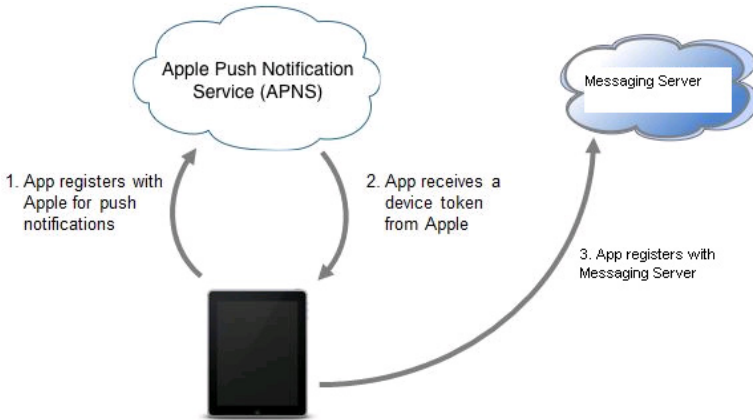 Apple Push Notification
Service (APNS)
Messaging Server
1. App registers with
Apple for push
notifications
2. App receives a
device token
from Apple
3. App registers with
Messaging Server